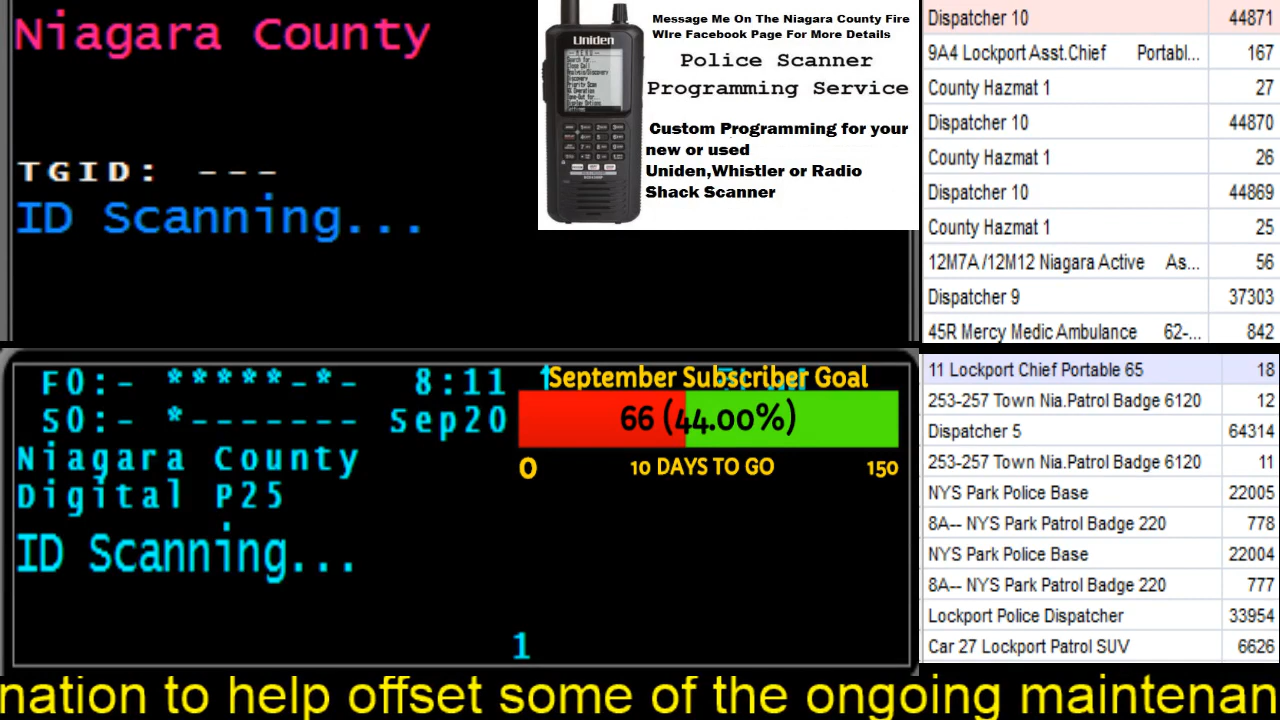 Niagara County
TGID: ---
ID Scanning...
Uniden
Message Me On The Niagara County Fire
WIre Facebook Page For More Details
Police Scanner
Programming Service
Custom Programming for your
new or used
Uniden,Whistler or Radio
Shack Scanner
Dispatcher 10 44871
9A4 Lockport Asst.Chief Portabl... 167
County Hazmat 1 27
Dispatcher 10 44870
County Hazmat 1 26
Dispatcher 10 44869
County Hazmat 1 25
12M7A /12M12 Niagara Active As... 56
Dispatcher 9 37303
45R Mercy Medic Ambulance 62-... 842
F0:- *****-*- 8:11
S0:- *------- Sep20
Niagara County
Digital P25
ID Scanning...
1
September Subscriber Goal
66 (44.00%)
0 10 DAYS TO GO 150
11 Lockport Chief Portable 65 18
253-257 Town Nia.Patrol Badge 6120 12
Dispatcher 5 64314
253-257 Town Nia.Patrol Badge 6120 11
NYS Park Police Base 22005
8A-- NYS Park Patrol Badge 220 778
NYS Park Police Base 22004
8A-- NYS Park Patrol Badge 220 777
Lockport Police Dispatcher 33954
Car 27 Lockport Patrol SUV 6626
nation to help offset some of the ongoing maintenan